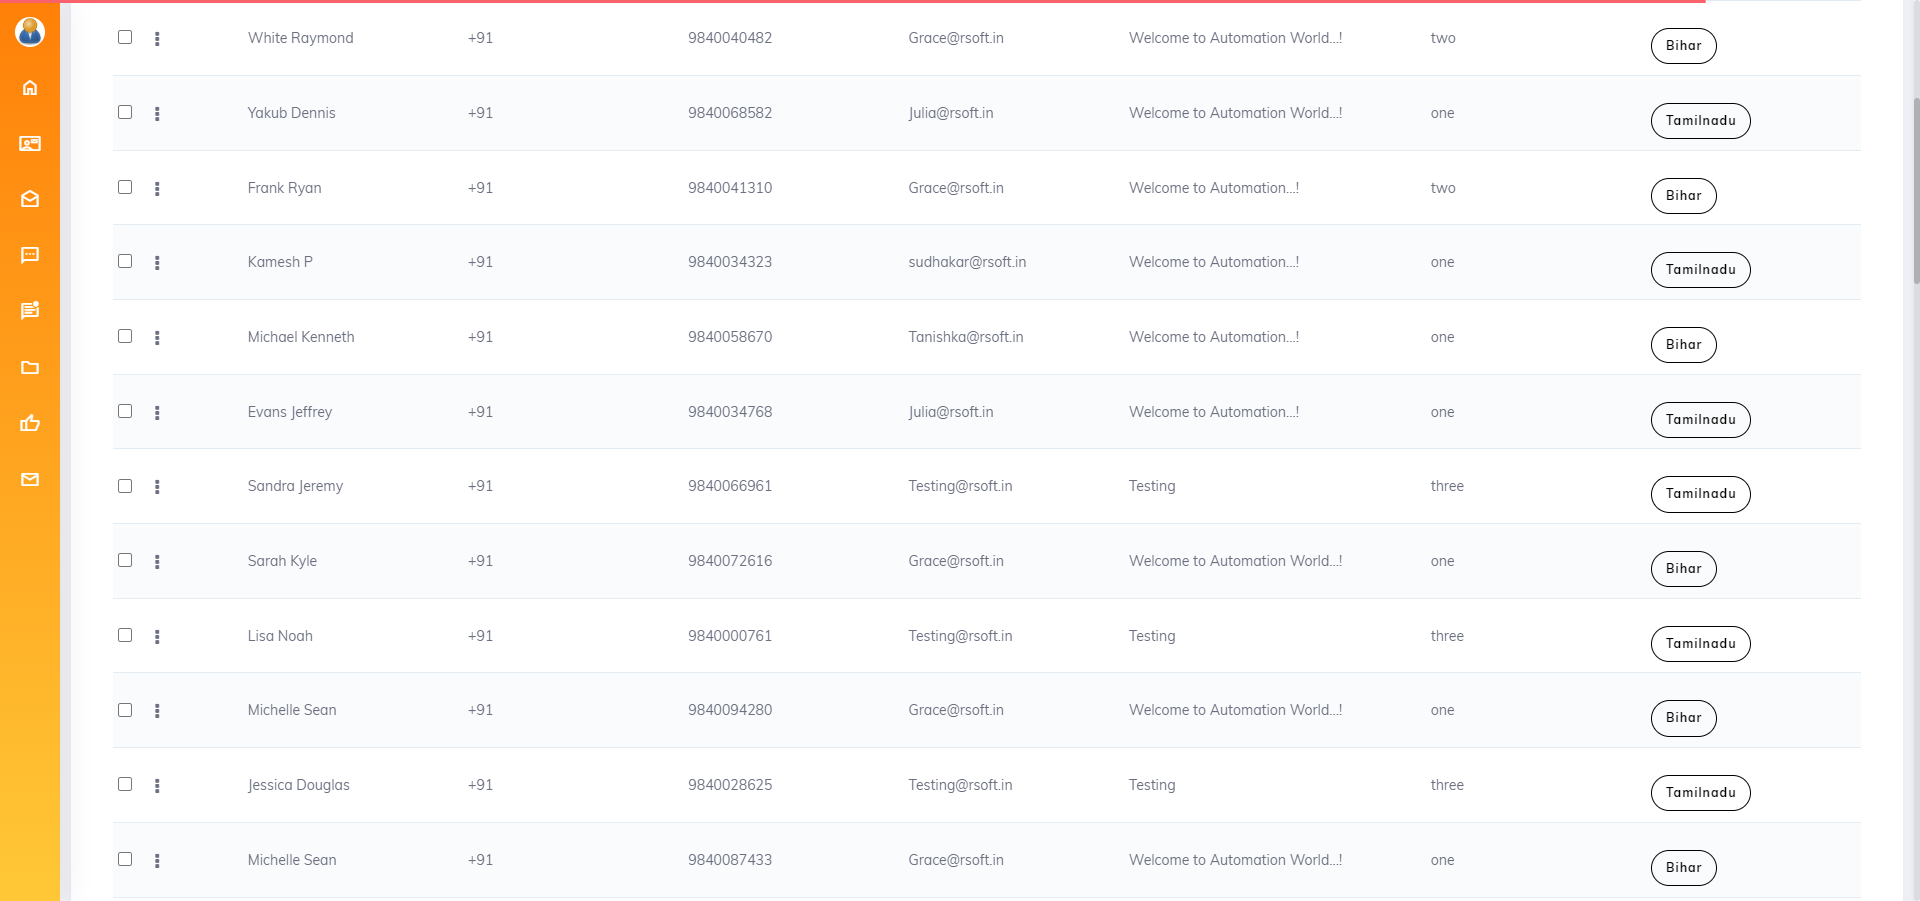 White Raymond +91 9840040482 Grace@rsoft.in Welcome to Automation World...! two Bihar
Yakub Dennis +91 9840068582 Julia@rsoft.in Welcome to Automation World...! one Tamilnadu
Frank Ryan +91 9840041310 Grace@rsoft.in Welcome to Automation...! two Bihar
Kamesh P +91 9840034323 sudhakar@rsoft.in Welcome to Automation...! one Tamilnadu
Michael Kenneth +91 9840058670 Tanishka@rsoft.in Welcome to Automation...! one Bihar
Evans Jeffrey +91 9840034768 Julia@rsoft.in Welcome to Automation...! one Tamilnadu
Sandra Jeremy +91 9840066961 Testing@rsoft.in Testing three Tamilnadu
Sarah Kyle +91 9840072616 Grace@rsoft.in Welcome to Automation World...! one Bihar
Lisa Noah +91 9840000761 Testing@rsoft.in Testing three Tamilnadu
Michelle Sean +91 9840094280 Grace@rsoft.in Welcome to Automation World...! one Bihar
Jessica Douglas +91 9840028625 Testing@rsoft.in Testing three Tamilnadu
Michelle Sean +91 9840087433 Grace@rsoft.in Welcome to Automation World...! one Bihar